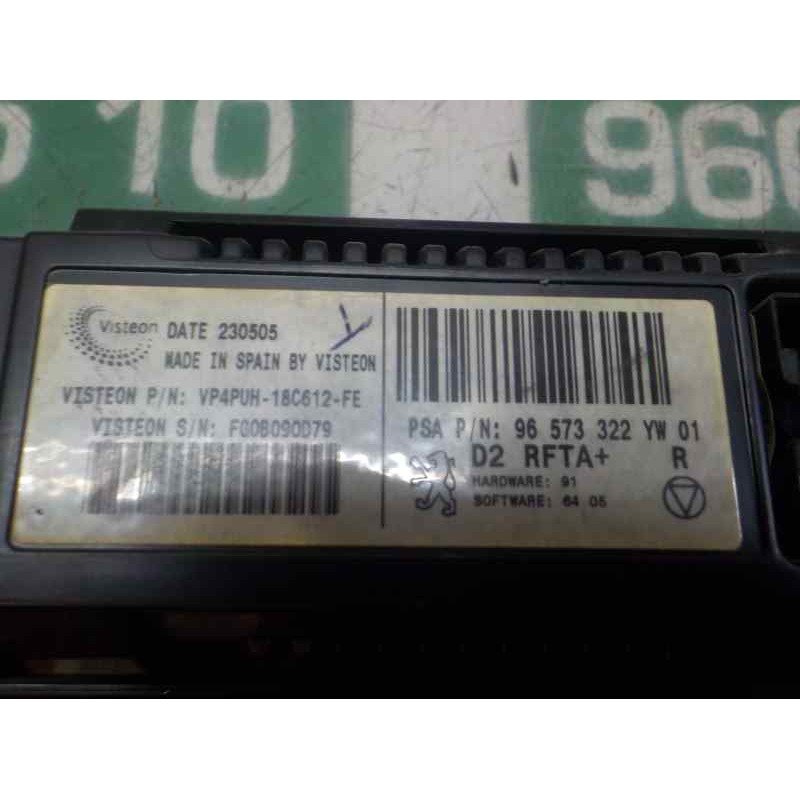 10
960
Visteon
DATE 230505
MADE IN SPAIN BY VISTEON
VISTEON P/N: VP4PUH-18C612-FE
VISTEON S/N: FG0B090D79
PSA P/N: 96 573 322 YW 01
D2 RFTA+ R
HARDWARE: 91
SOFTWARE: 64 05